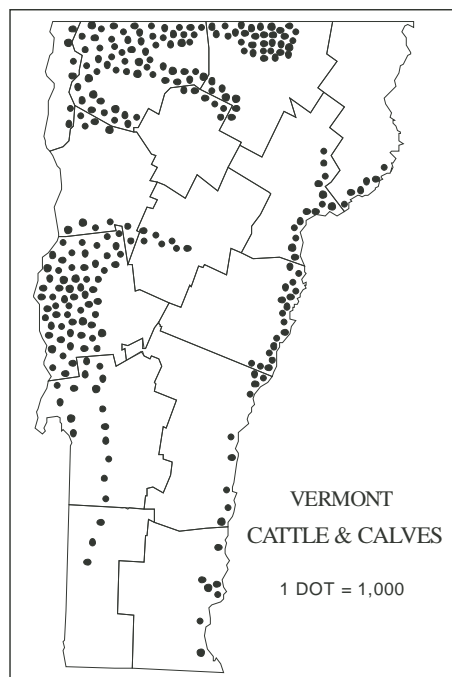 VERMONT
CATTLE & CALVES
1 DOT = 1,000